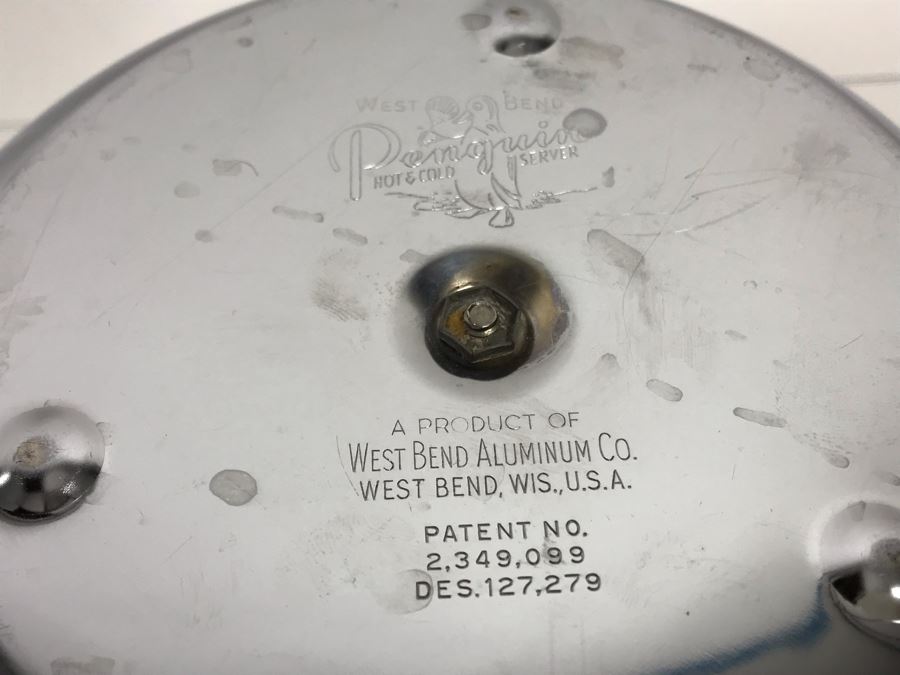 WEST BEND
Penguin
HOT & COLD SERVER
A PRODUCT OF
WEST BEND ALUMINUM CO.
WEST BEND, WIS., U.S.A.
PATENT NO.
2,349,099
DES. 127,279